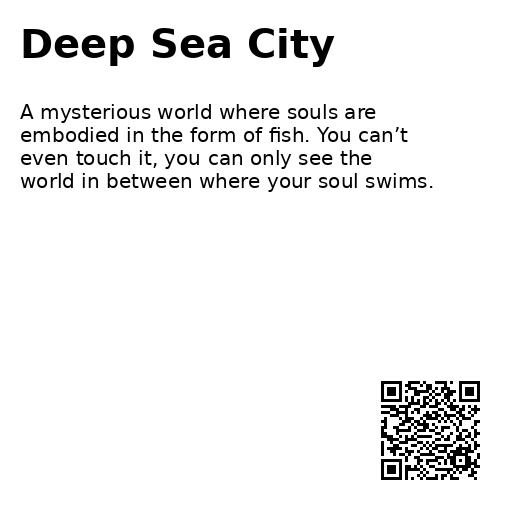 Deep Sea City
A mysterious world where souls are
embodied in the form of fish. You can’t
even touch it, you can only see the
world in between where your soul swims.